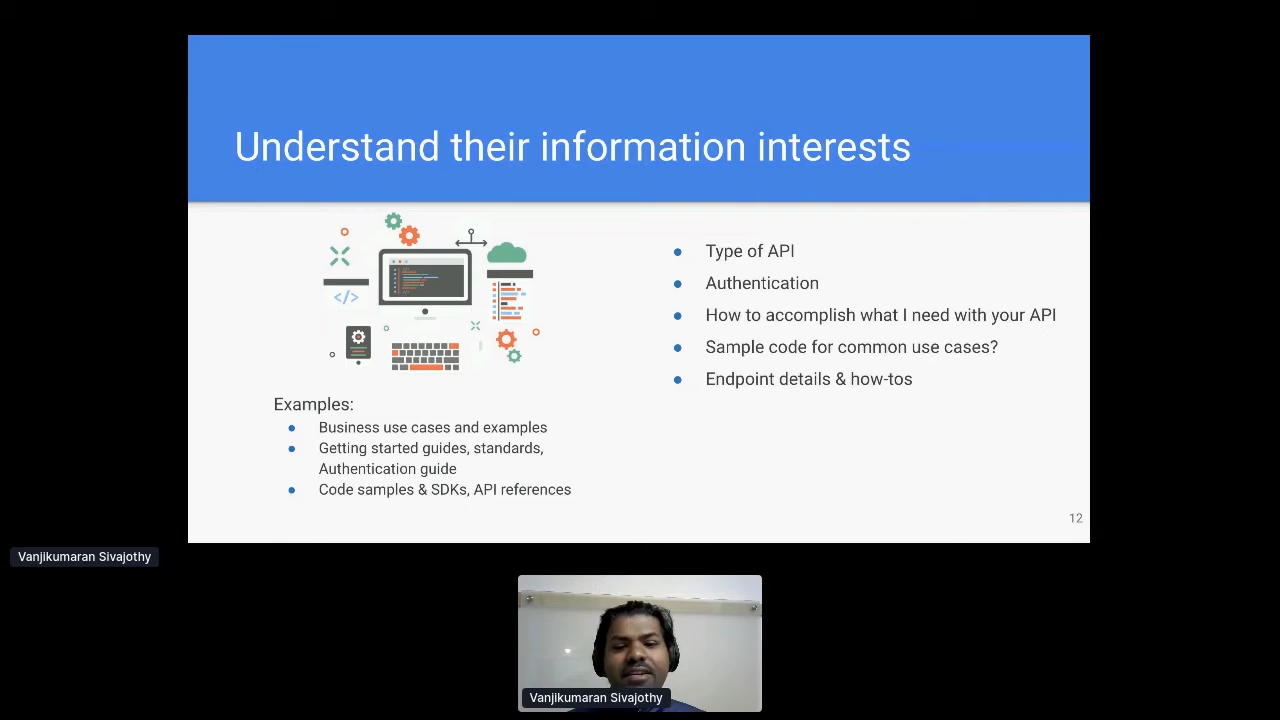 Understand their information interests
</>
Examples:
Business use cases and examples
Getting started guides, standards,
Authentication guide
Code samples & SDKs, API references
Type of API
Authentication
How to accomplish what I need with your API
Sample code for common use cases?
Endpoint details & how-tos
12
Vanjikumaran Sivajothy
Vanjikumaran Sivajothy